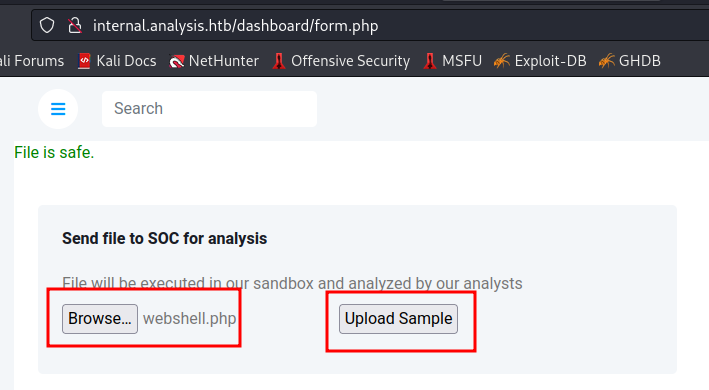 internal.analysis.htb/dashboard/form.php
ali Forums Kali Docs NetHunter Offensive Security MSFU Exploit-DB GHDB
Search
File is safe.
Send file to SOC for analysis
File will be executed in our sandbox and analyzed by our analysts
Browse... webshell.php Upload Sample